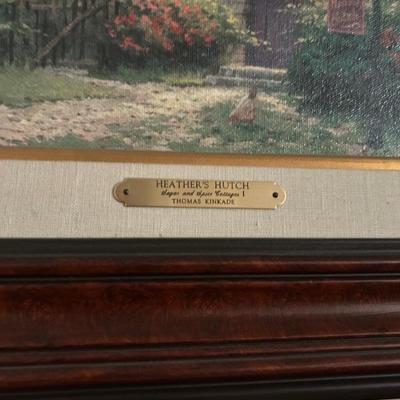 HEATHER'S HUTCH
Sugar and Spice Cottages I
THOMAS KINKADE